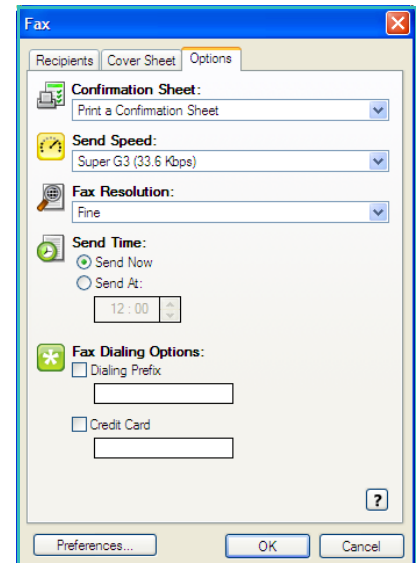 Fax
Recipients Cover Sheet Options
Confirmation Sheet:
Print a Confirmation Sheet
Send Speed:
Super G3 (33.6 Kbps)
Fax Resolution:
Fine
Send Time:
Send Now
Send At:
12 : 00
Fax Dialing Options:
Dialing Prefix
Credit Card
?
Preferences... OK Cancel